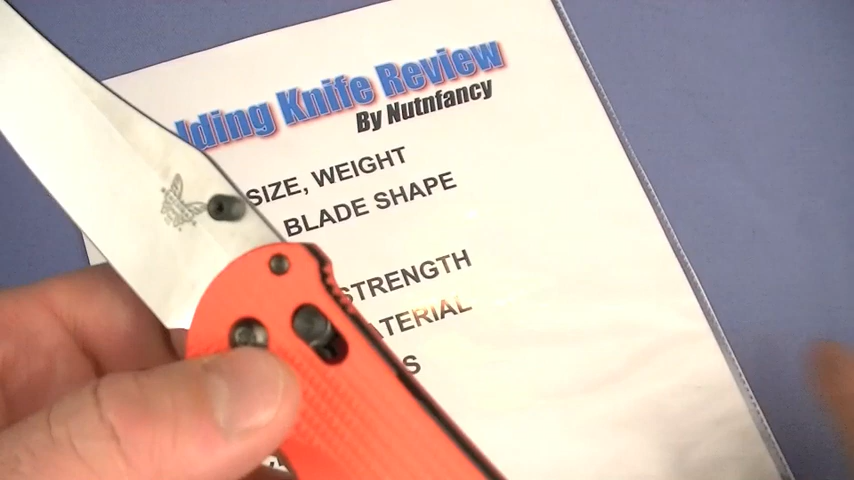 lding Knife Review
By Nutnfancy
SIZE, WEIGHT
BLADE SHAPE
STRENGTH
ATERIAL
S